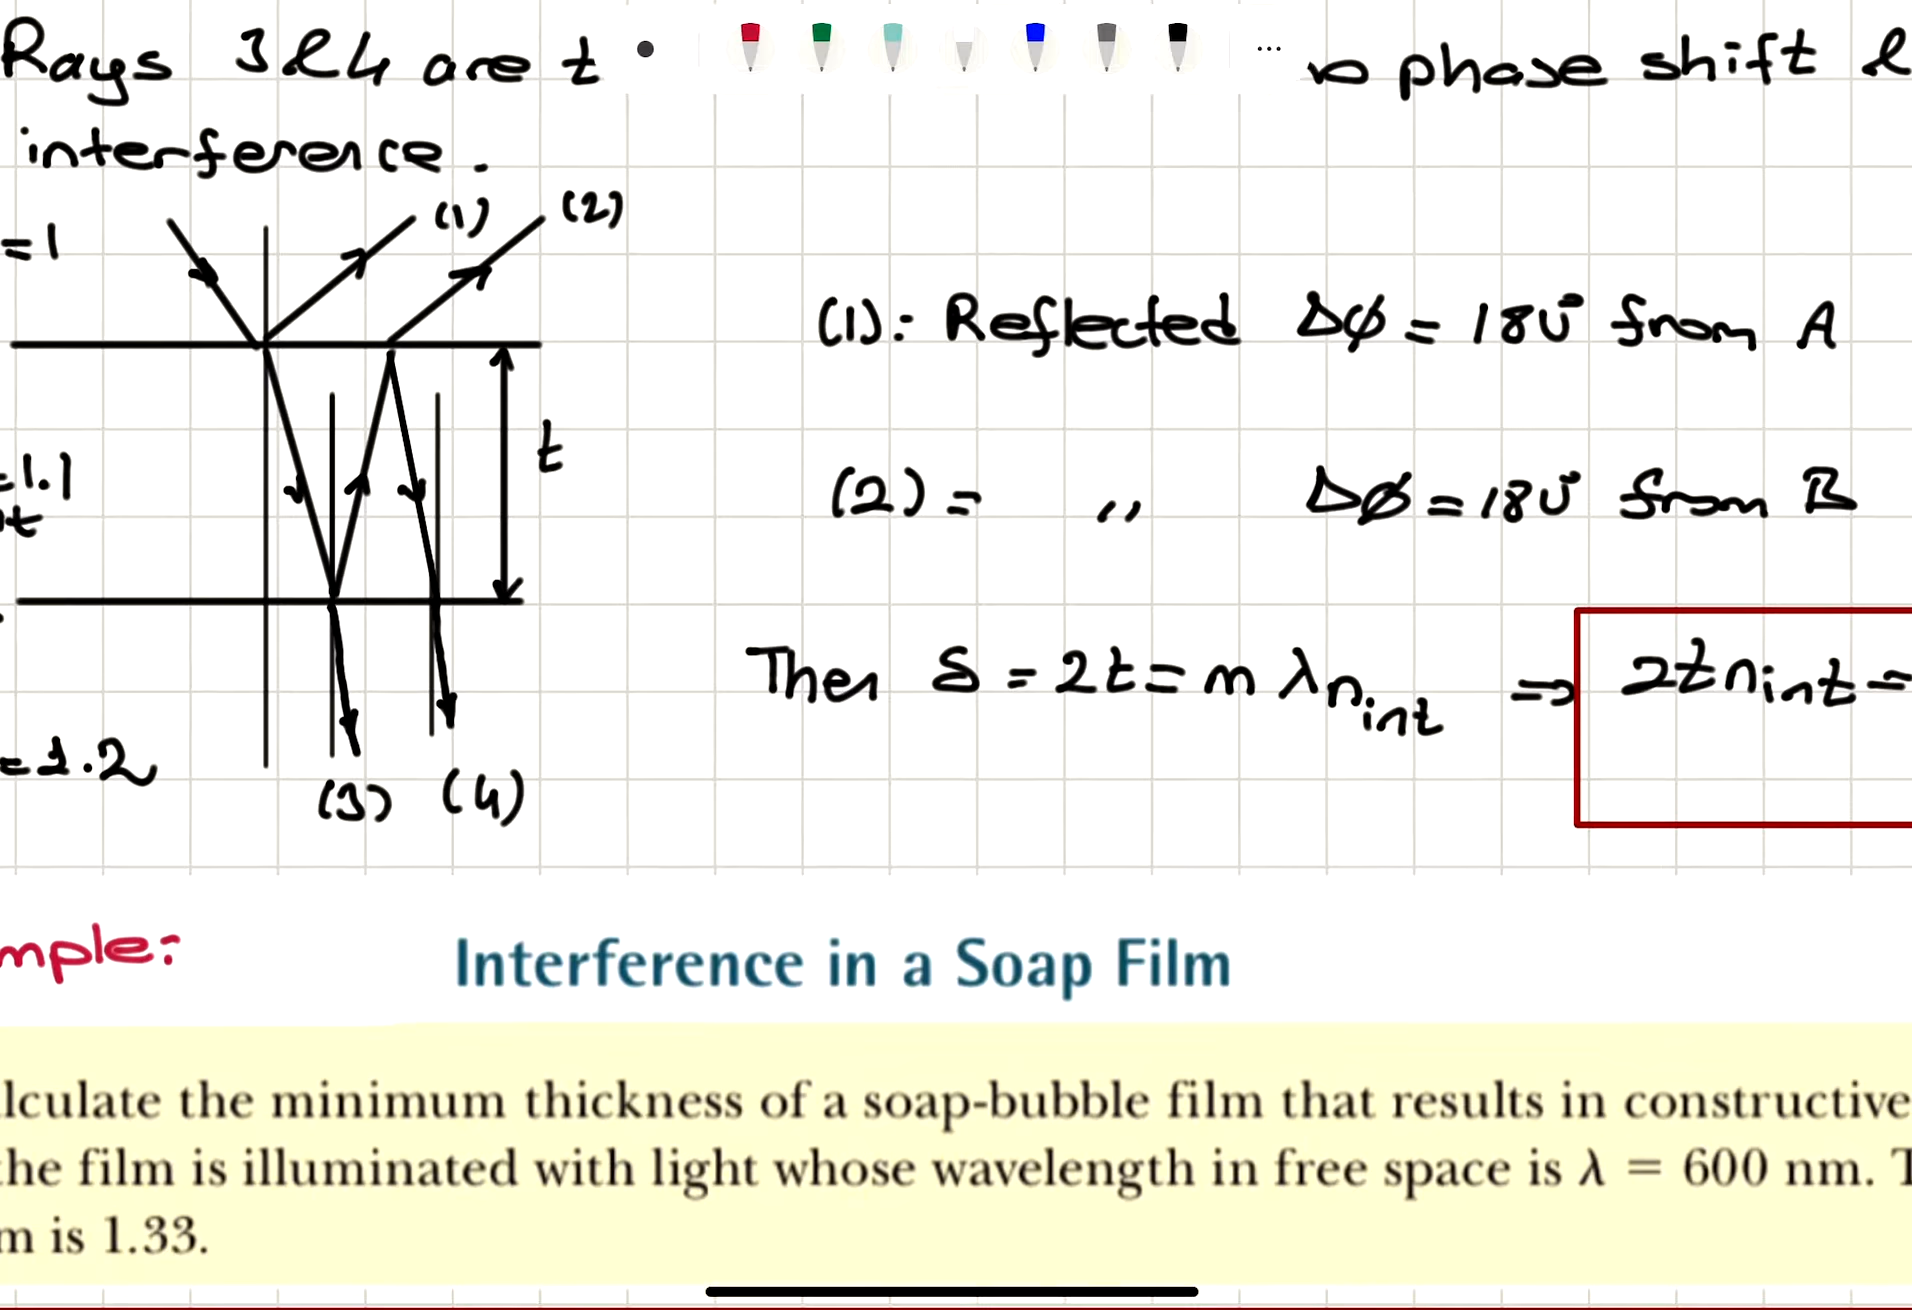 Rays 3 & 4 are t
o phase shift &
interference.
(1) (2)
=1
(1): Reflected Δφ = 180° from A
t
=1.1
(2) = ,, Δφ = 180° from B
Then δ = 2t = m λn_int ⇒ 2t n_int =
=1.2
(3) (4)
mple:
Interference in a Soap Film
lculate the minimum thickness of a soap-bubble film that results in constructive
he film is illuminated with light whose wavelength in free space is λ = 600 nm. T
m is 1.33.